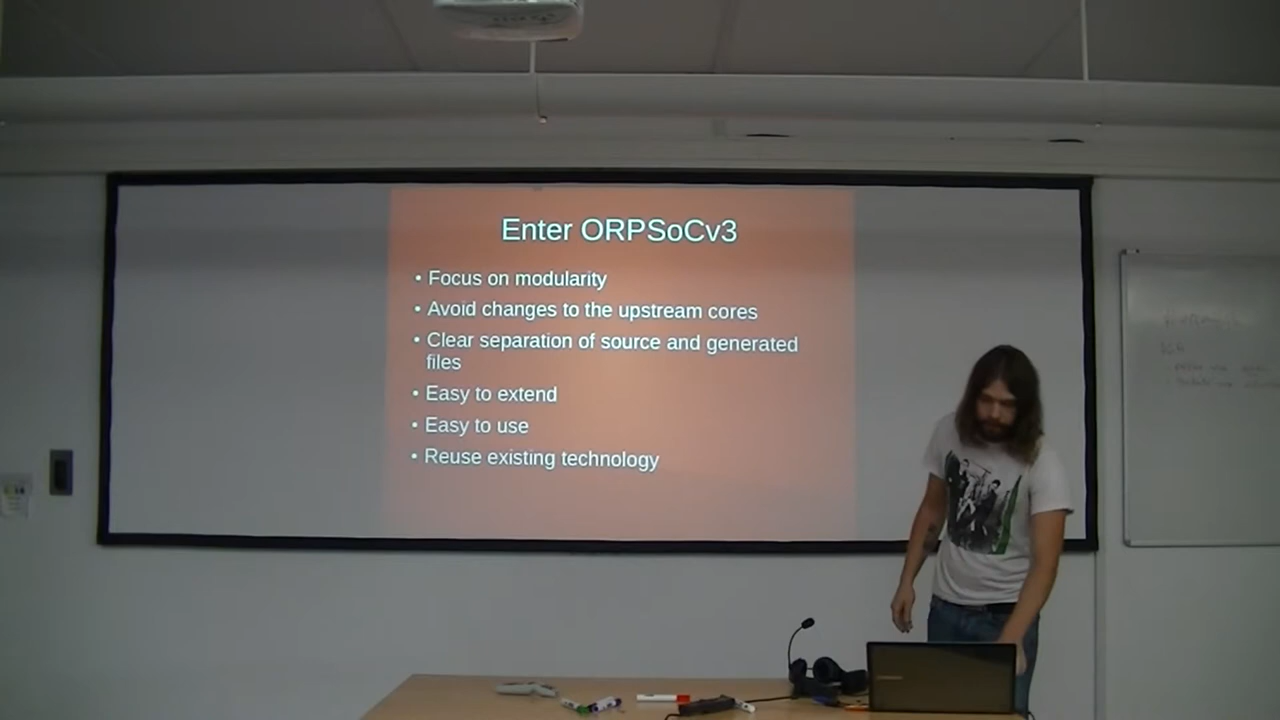 Enter ORPSoCv3
• Focus on modularity
• Avoid changes to the upstream cores
• Clear separation of source and generated
files
• Easy to extend
• Easy to use
• Reuse existing technology